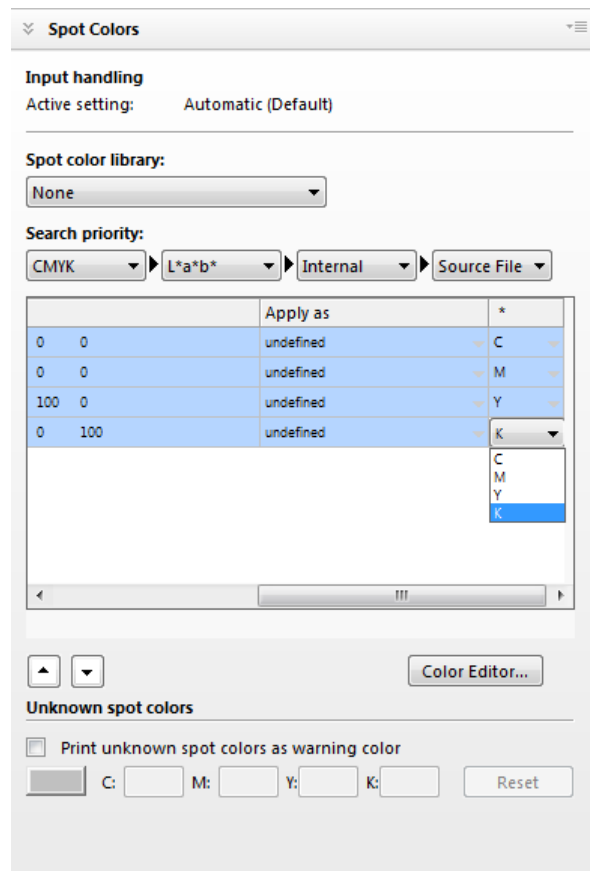 Spot Colors
Input handling
Active setting: Automatic (Default)
Spot color library:
None
Search priority:
CMYK L*a*b* Internal Source File
Apply as *
0 0 undefined C
0 0 undefined M
100 0 undefined Y
0 100 undefined K
C
M
Y
K
Color Editor...
Unknown spot colors
Print unknown spot colors as warning color
C: M: Y: K: Reset